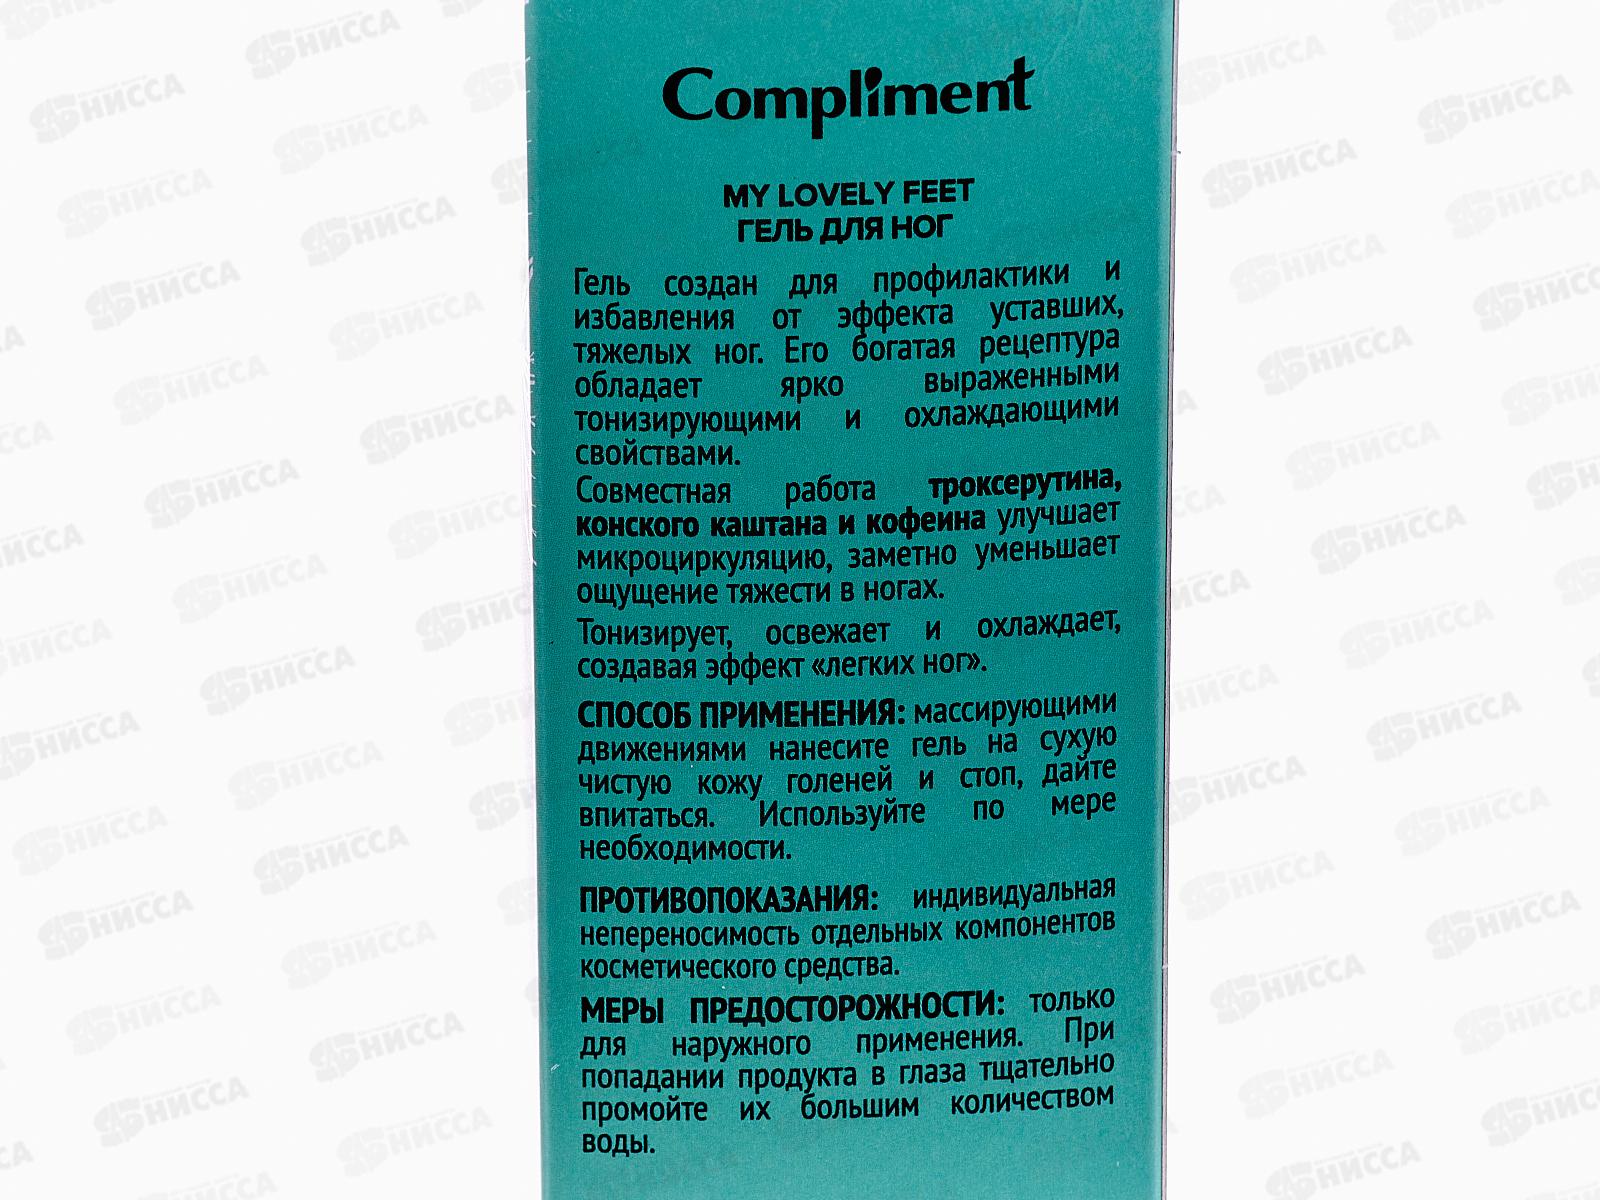 Compliment
MY LOVELY FEET
ГЕЛЬ ДЛЯ НОГ
Гель создан для профилактики и
избавления от эффекта уставших,
тяжелых ног. Его богатая рецептура
обладает ярко выраженными
тонизирующими и охлаждающими
свойствами.
Совместная работа троксерутина,
конского каштана и кофеина улучшает
микроциркуляцию, заметно уменьшает
ощущение тяжести в ногах.
Тонизирует, освежает и охлаждает,
создавая эффект «легких ног».
СПОСОБ ПРИМЕНЕНИЯ: массирующими
движениями нанесите гель на сухую
чистую кожу голеней и стоп, дайте
впитаться. Используйте по мере
необходимости.
ПРОТИВОПОКАЗАНИЯ: индивидуальная
непереносимость отдельных компонентов
косметического средства.
МЕРЫ ПРЕДОСТОРОЖНОСТИ: только
для наружного применения. При
попадании продукта в глаза тщательно
промойте их большим количеством
воды.